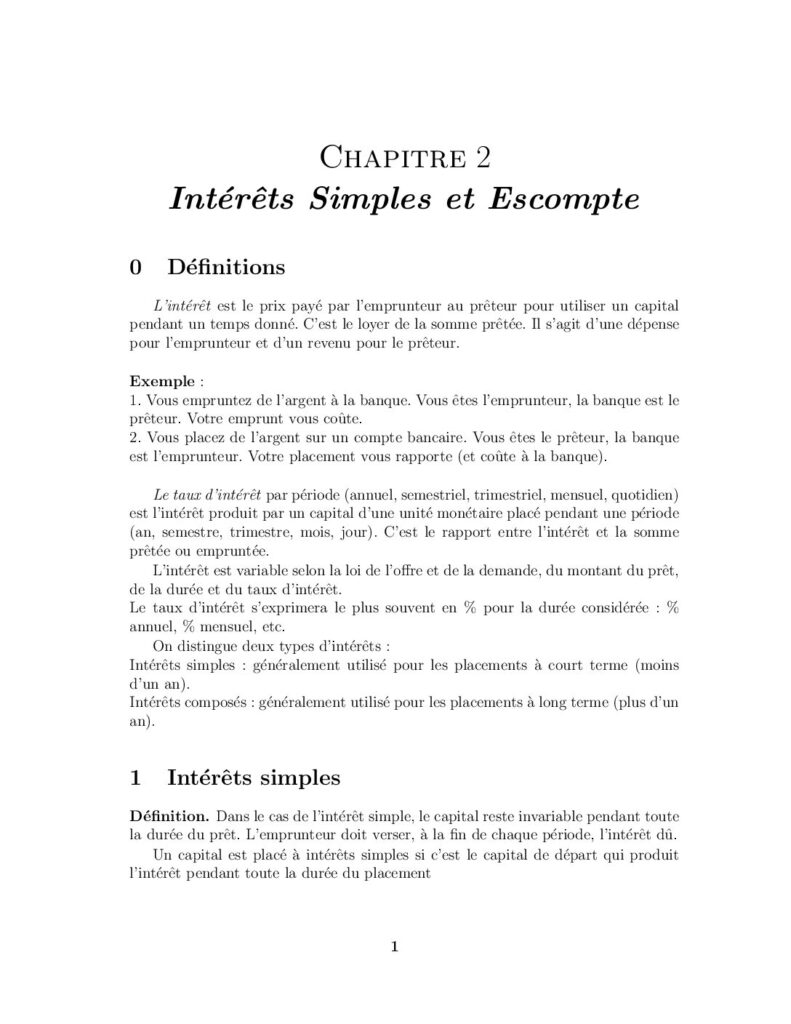 Chapitre 2
Intérêts Simples et Escompte
0 Définitions
L'intérêt est le prix payé par l'emprunteur au prêteur pour utiliser un capital
pendant un temps donné. C'est le loyer de la somme prêtée. Il s'agit d'une dépense
pour l'emprunteur et d'un revenu pour le prêteur.
Exemple :
1. Vous empruntez de l'argent à la banque. Vous êtes l'emprunteur, la banque est le
prêteur. Votre emprunt vous coûte.
2. Vous placez de l'argent sur un compte bancaire. Vous êtes le prêteur, la banque
est l'emprunteur. Votre placement vous rapporte (et coûte à la banque).
Le taux d'intérêt par période (annuel, semestriel, trimestriel, mensuel, quotidien)
est l'intérêt produit par un capital d'une unité monétaire placé pendant une période
(an, semestre, trimestre, mois, jour). C'est le rapport entre l'intérêt et la somme
prêtée ou empruntée.
L'intérêt est variable selon la loi de l'offre et de la demande, du montant du prêt,
de la durée et du taux d'intérêt.
Le taux d'intérêt s'exprimera le plus souvent en % pour la durée considérée : %
annuel, % mensuel, etc.
On distingue deux types d'intérêts :
Intérêts simples : généralement utilisé pour les placements à court terme (moins
d'un an).
Intérêts composés : généralement utilisé pour les placements à long terme (plus d'un
an).
1 Intérêts simples
Définition. Dans le cas de l'intérêt simple, le capital reste invariable pendant toute
la durée du prêt. L'emprunteur doit verser, à la fin de chaque période, l'intérêt dû.
Un capital est placé à intérêts simples si c'est le capital de départ qui produit
l'intérêt pendant toute la durée du placement
1